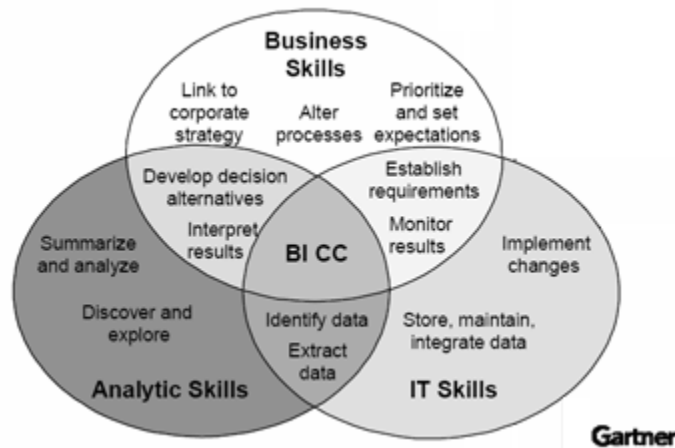 Business
Skills
Link to
corporate
strategy
Alter
processes
Prioritize
and set
expectations
Develop decision
alternatives
Interpret
results
Establish
requirements
Monitor
results
BI CC
Summarize
and analyze
Discover and
explore
Analytic Skills
Identify data
Extract
data
Implement
changes
Store, maintain,
integrate data
IT Skills
Gartner